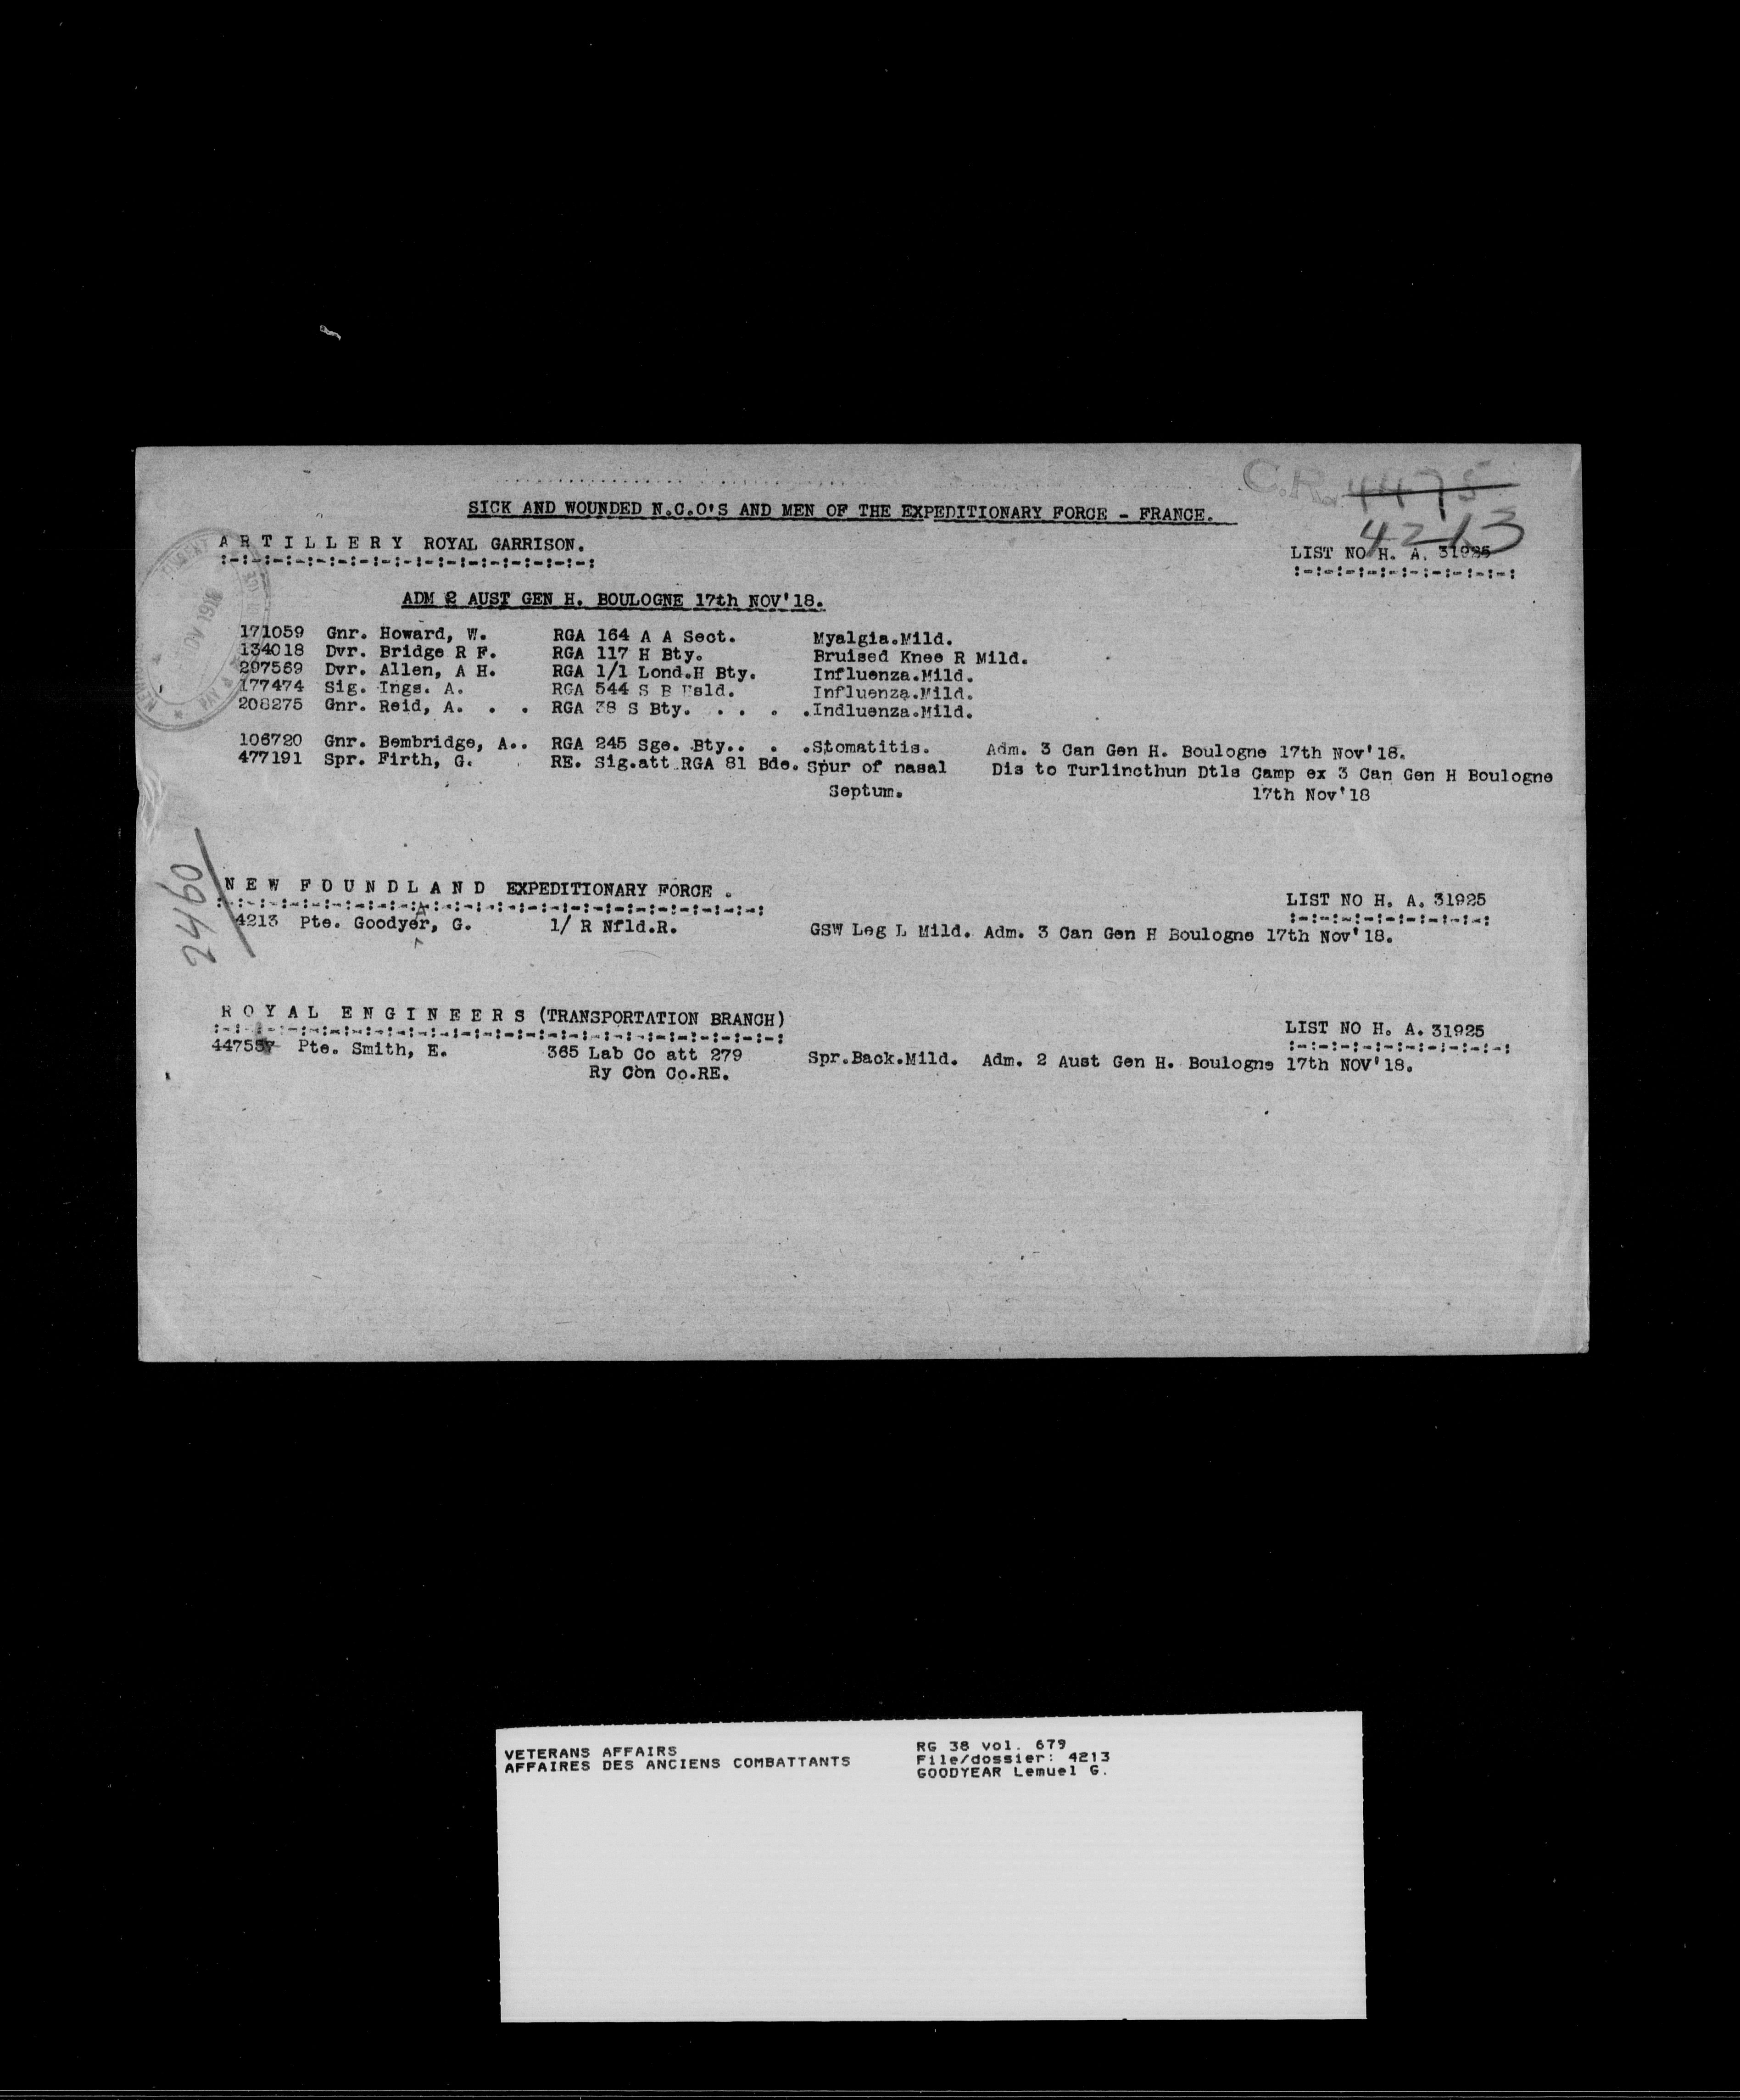 C.R. 4475
4213
SICK AND WOUNDED N.C.O'S AND MEN OF THE EXPEDITIONARY FORCE - FRANCE.
A R T I L L E R Y ROYAL GARRISON.
LIST NO H. A. 31925
:-:-:-:-:-:-:-:-:-:-:-:-:-:-:-:-:-:
:-:-:-:-:-:-:-:-:-:-:
ADM 2 AUST GEN H. BOULOGNE 17th NOV'18.
171059 Gnr. Howard, W. RGA 164 A A Sect. Myalgia.Mild.
134018 Dvr. Bridge R F. RGA 117 H Bty. Bruised Knee R Mild.
297569 Dvr. Allen, A H. RGA 1/1 Lond.H Bty. Influenza.Mild.
177474 Sig. Ings. A. RGA 544 S B Influenza.Mild.
208275 Gnr. Reid, A. . . RGA 38 S Bty. . . . .Indluenza.Mild.
106720 Gnr. Bembridge, A.. RGA 245 Sge. Bty.. . .Stomatitis. Adm. 3 Can Gen H. Boulogne 17th Nov'18.
477191 Spr. Firth, G. RE. Sig.att RGA 81 Bde. Spur of nasal Dis to Turlincthun Dtls Camp ex 3 Can Gen H Boulogne
Septum. 17th Nov'18
2460
N E W F O U N D L A N D EXPEDITIONARY FORCE .
LIST NO H. A. 31925
:-:-:-:-:-:-:-:-:-:-:-:-:-:-:-:-:-:-:-:-:-:-:-:-:-:
:-:-:-:-:-:-:-:-:-:
A
4213 Pte. Goodyer, G. 1/ R Nfld.R. GSW Leg L Mild. Adm. 3 Can Gen H Boulogne 17th Nov'18.
R O Y A L E N G I N E E R S (TRANSPORTATION BRANCH)
LIST NO H. A. 31925
:-:-:-:-:-:-:-:-:-:-:-:-:-:-:-:-:-:-:-:-:-:-:-:-:-:-:
:-:-:-:-:-:-:-:-:-:-:
Pte. Smith, E. 365 Lab Co att 279 Spr.Back.Mild. Adm. 2 Aust Gen H. Boulogne 17th NOV'18.
Ry Con Co.RE.
VETERANS AFFAIRS
AFFAIRES DES ANCIENS COMBATTANTS
RG 38 vol. 679
File/dossier: 4213
GOODYEAR Lemuel G.